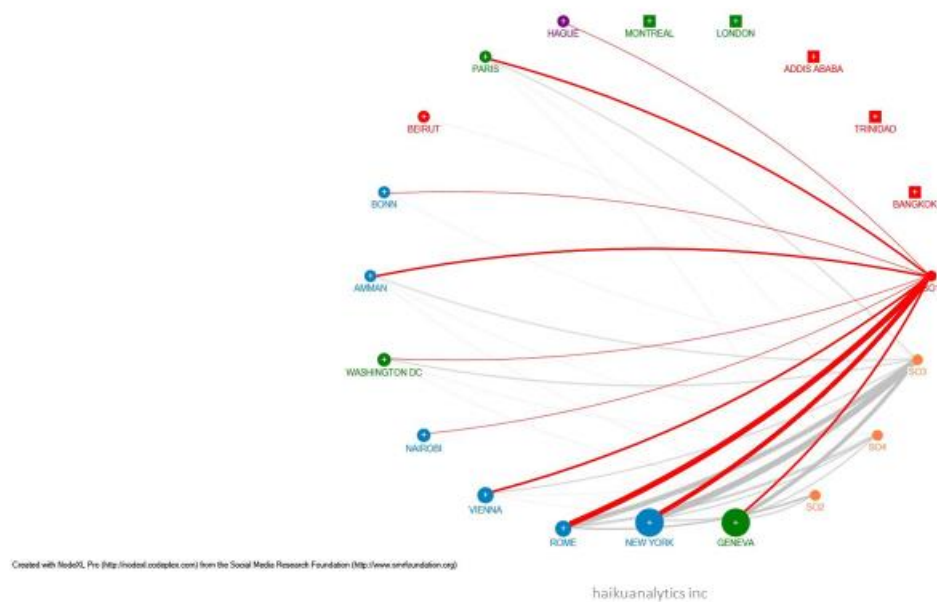 HAGUE
MONTREAL
LONDON
PARIS
ADDIS ABABA
BEIRUT
TRINIDAD
BONN
BANGKOK
AMMAN
WASHINGTON DC
SO3
NAIROBI
SO4
VIENNA
SO2
ROME
NEW YORK
GENEVA
Created with NodeXL Pro (http://nodexl.codeplex.com) from the Social Media Research Foundation (http://www.smrfoundation.org)
haikuanalytics inc